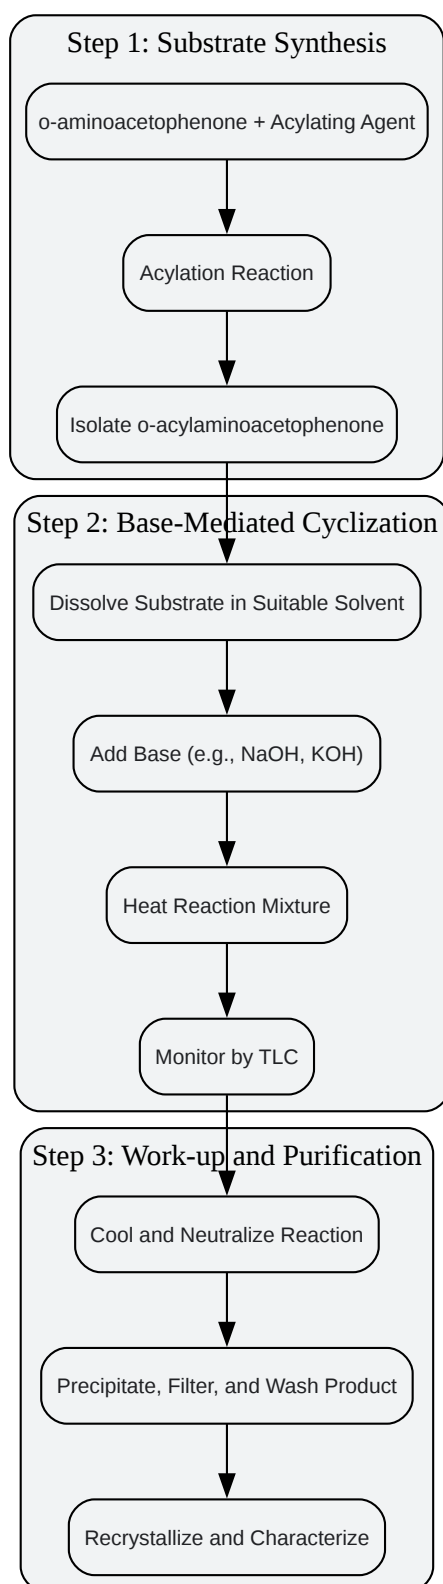 Step 1: Substrate Synthesis
o-aminoacetophenone + Acylating Agent
Acylation Reaction
Isolate o-acylaminoacetophenone
Step 2: Base-Mediated Cyclization
Dissolve Substrate in Suitable Solvent
Add Base (e.g., NaOH, KOH)
Heat Reaction Mixture
Monitor by TLC
Step 3: Work-up and Purification
Cool and Neutralize Reaction
Precipitate, Filter, and Wash Product
Recrystallize and Characterize